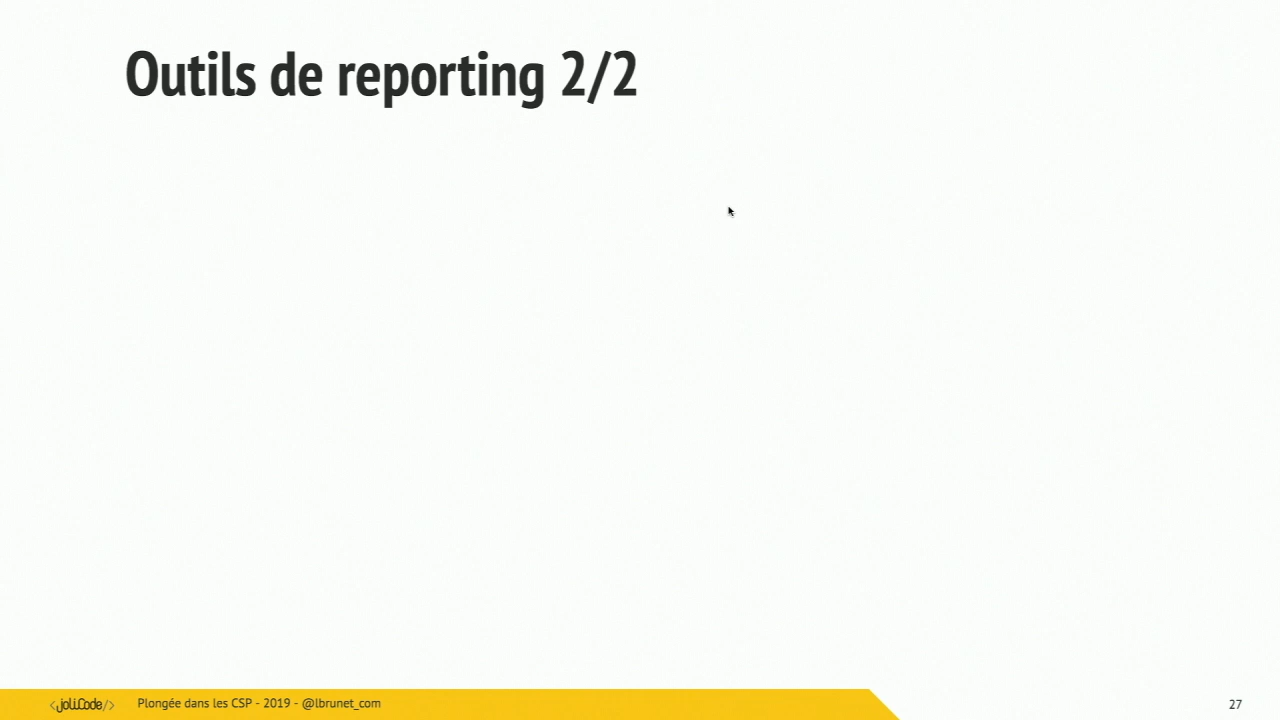 Outils de reporting 2/2
<joliCode/>
Plongée dans les CSP - 2019 - @lbrunet_com
27